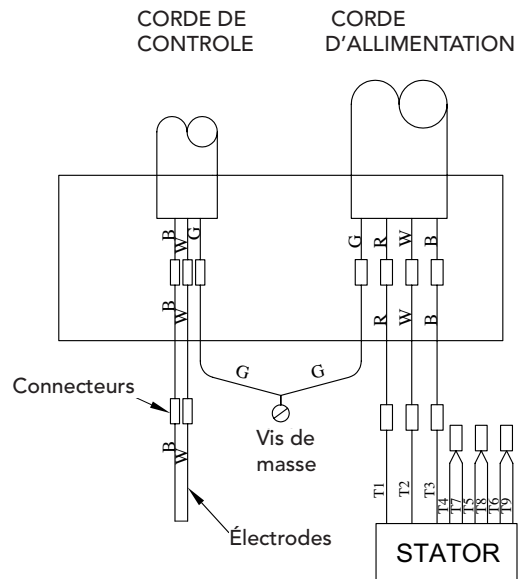 CORDE DE
CONTROLE
CORDE
D'ALLIMENTATION
B
W
G
G
R
W
B
B
W
R
W
B
G
G
Connecteurs
Vis de
masse
B
W
Électrodes
T1
T2
T3
T4
T7
T5
T8
T6
T9
STATOR